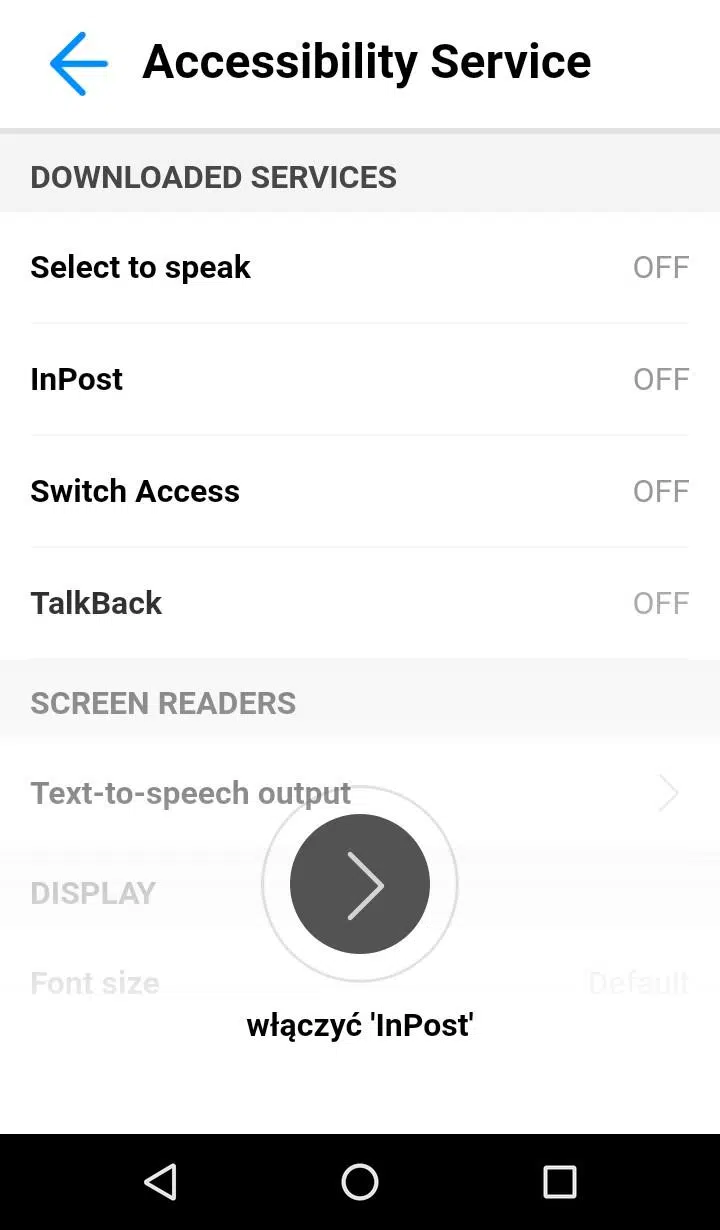 Accessibility Service
DOWNLOADED SERVICES
Select to speak OFF
InPost OFF
Switch Access OFF
TalkBack OFF
SCREEN READERS
Text-to-speech output
DISPLAY
Font size Default
włączyć 'InPost'